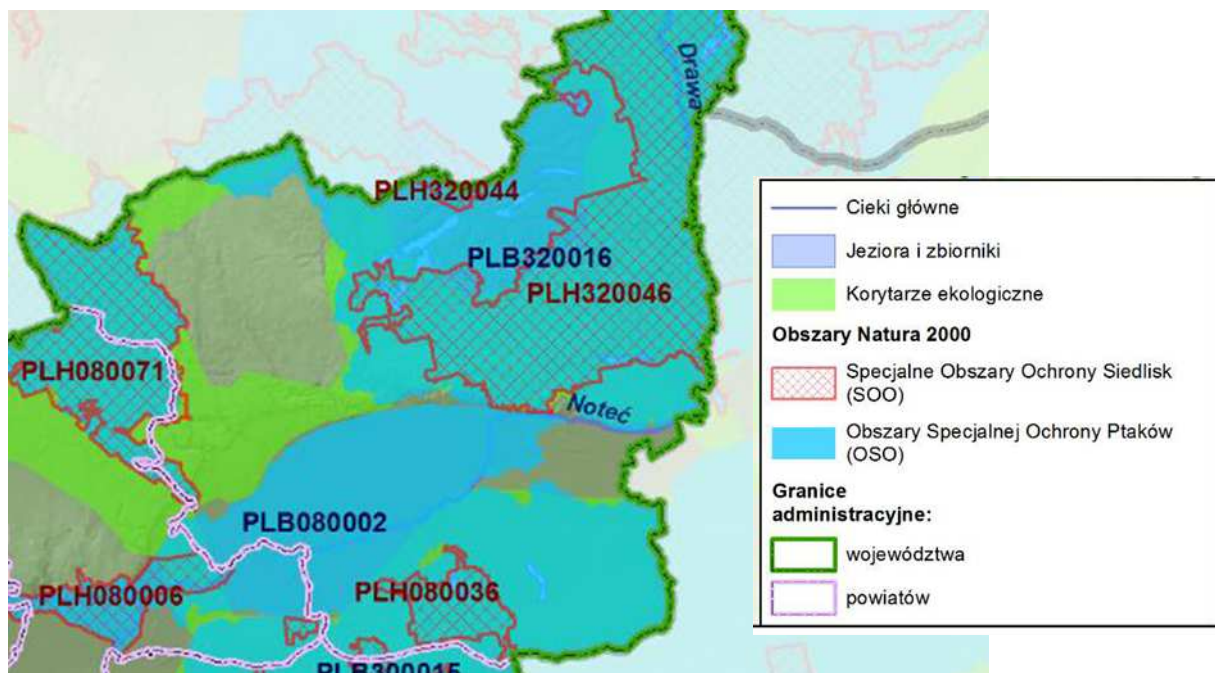 Drawa
PLH320044
PLB320016
PLH320046
PLH080071
Noteć
PLB080002
PLH080006
PLH080036
PLB300015
Cieki główne
Jeziora i zbiorniki
Korytarze ekologiczne
Obszary Natura 2000
Specjalne Obszary Ochrony Siedlisk
(SOO)
Obszary Specjalnej Ochrony Ptaków
(OSO)
Granice
administracyjne:
województwa
powiatów